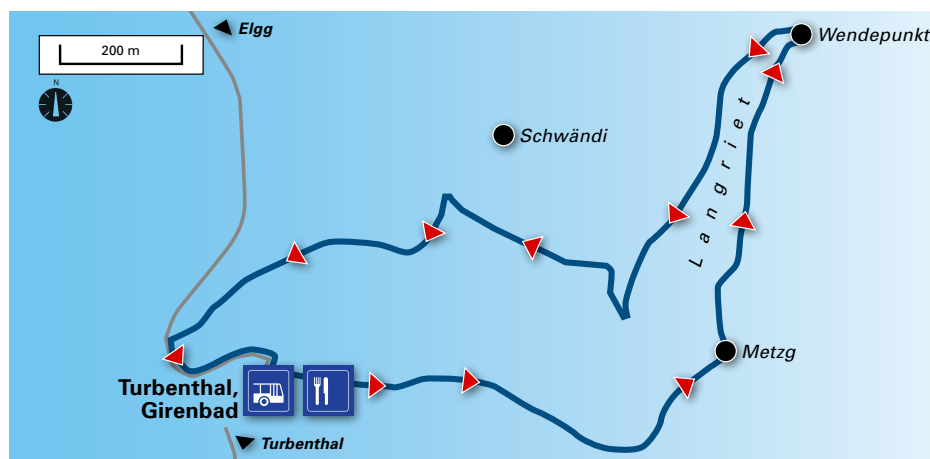 Elgg
200 m
N
Wendepunkt
Schwändi
Langriet
Metzg
Turbenthal,
Girenbad
Turbenthal